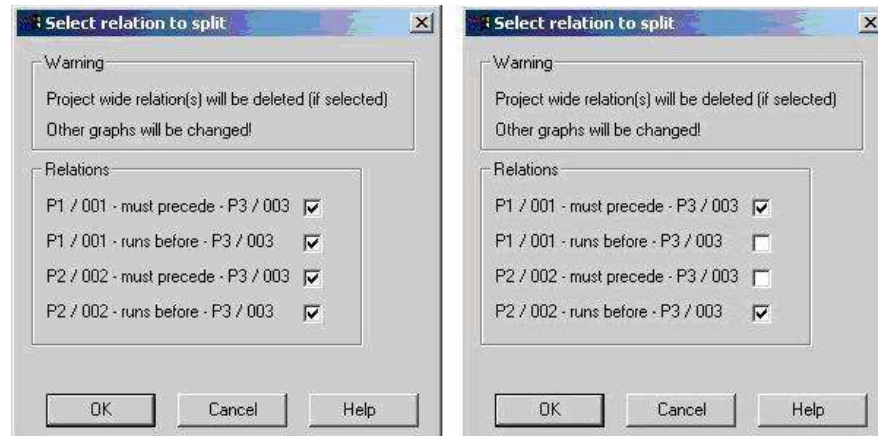 Select relation to split
Warning
Project wide relation(s) will be deleted (if selected)
Other graphs will be changed!
Relations
P1 / 001 - must precede - P3 / 003
P1 / 001 - runs before - P3 / 003
P2 / 002 - must precede - P3 / 003
P2 / 002 - runs before - P3 / 003
OK Cancel Help
Select relation to split
Warning
Project wide relation(s) will be deleted (if selected)
Other graphs will be changed!
Relations
P1 / 001 - must precede - P3 / 003
P1 / 001 - runs before - P3 / 003
P2 / 002 - must precede - P3 / 003
P2 / 002 - runs before - P3 / 003
OK Cancel Help